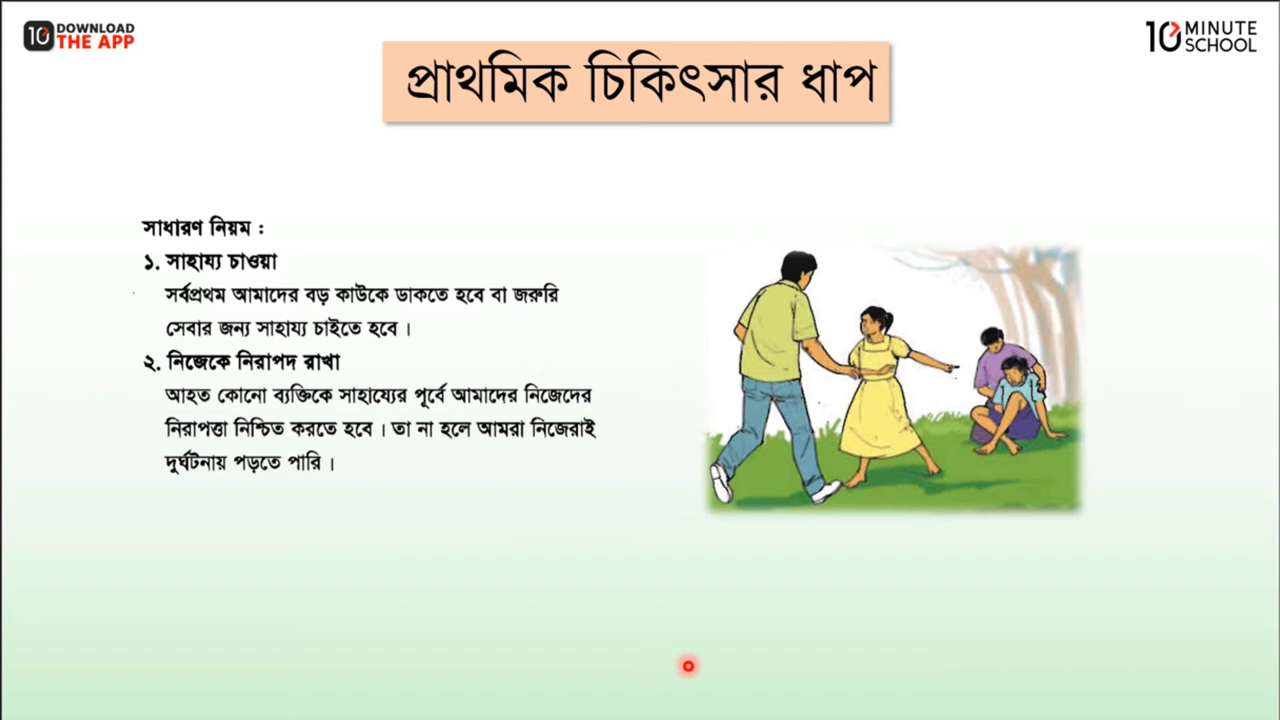 DOWNLOAD
THE APP
10 MINUTE
SCHOOL
প্রাথমিক চিকিৎসার ধাপ
সাধারণ নিয়ম :
১. সাহায্য চাওয়া
সর্বপ্রথম আমাদের বড় কাউকে ডাকতে হবে বা জরুরি
সেবার জন্য সাহায্য চাইতে হবে।
২. নিজেকে নিরাপদ রাখা
আহত কোনো ব্যক্তিকে সাহায্যের পূর্বে আমাদের নিজেদের
নিরাপত্তা নিশ্চিত করতে হবে। তা না হলে আমরা নিজেরাই
দুর্ঘটনায় পড়তে পারি।